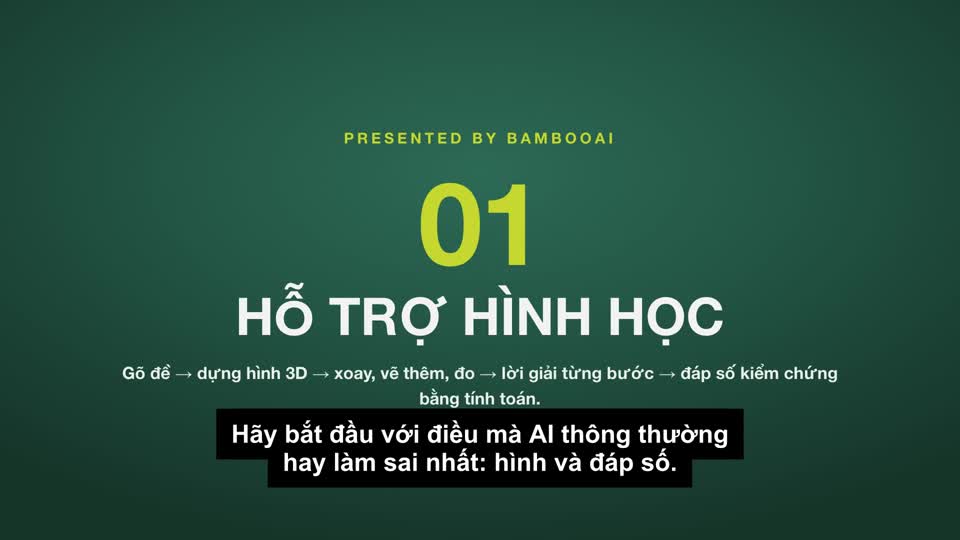 PRESENTED BY BAMBOOAI
01
HỖ TRỢ HÌNH HỌC
Gõ đề → dựng hình 3D → xoay, vẽ thêm, đo → lời giải từng bước → đáp số kiểm chứng
bằng tính toán.
Hãy bắt đầu với điều mà AI thông thường
hay làm sai nhất: hình và đáp số.